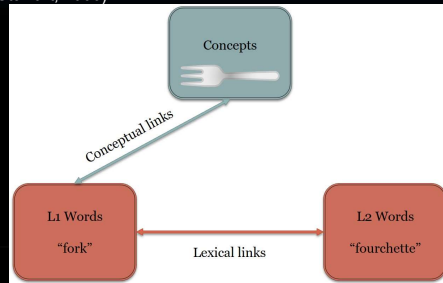 Concepts
Conceptual links
L1 Words
"fork"
Lexical links
L2 Words
"fourchette"